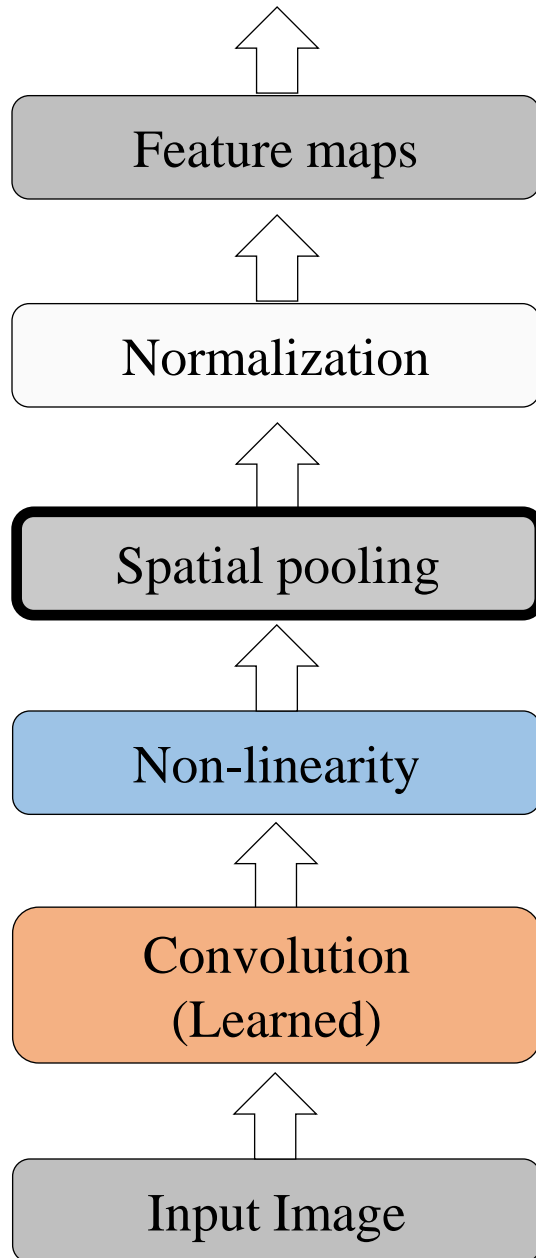 Feature maps
Normalization
Spatial pooling
Non-linearity
Convolution
(Learned)
Input Image